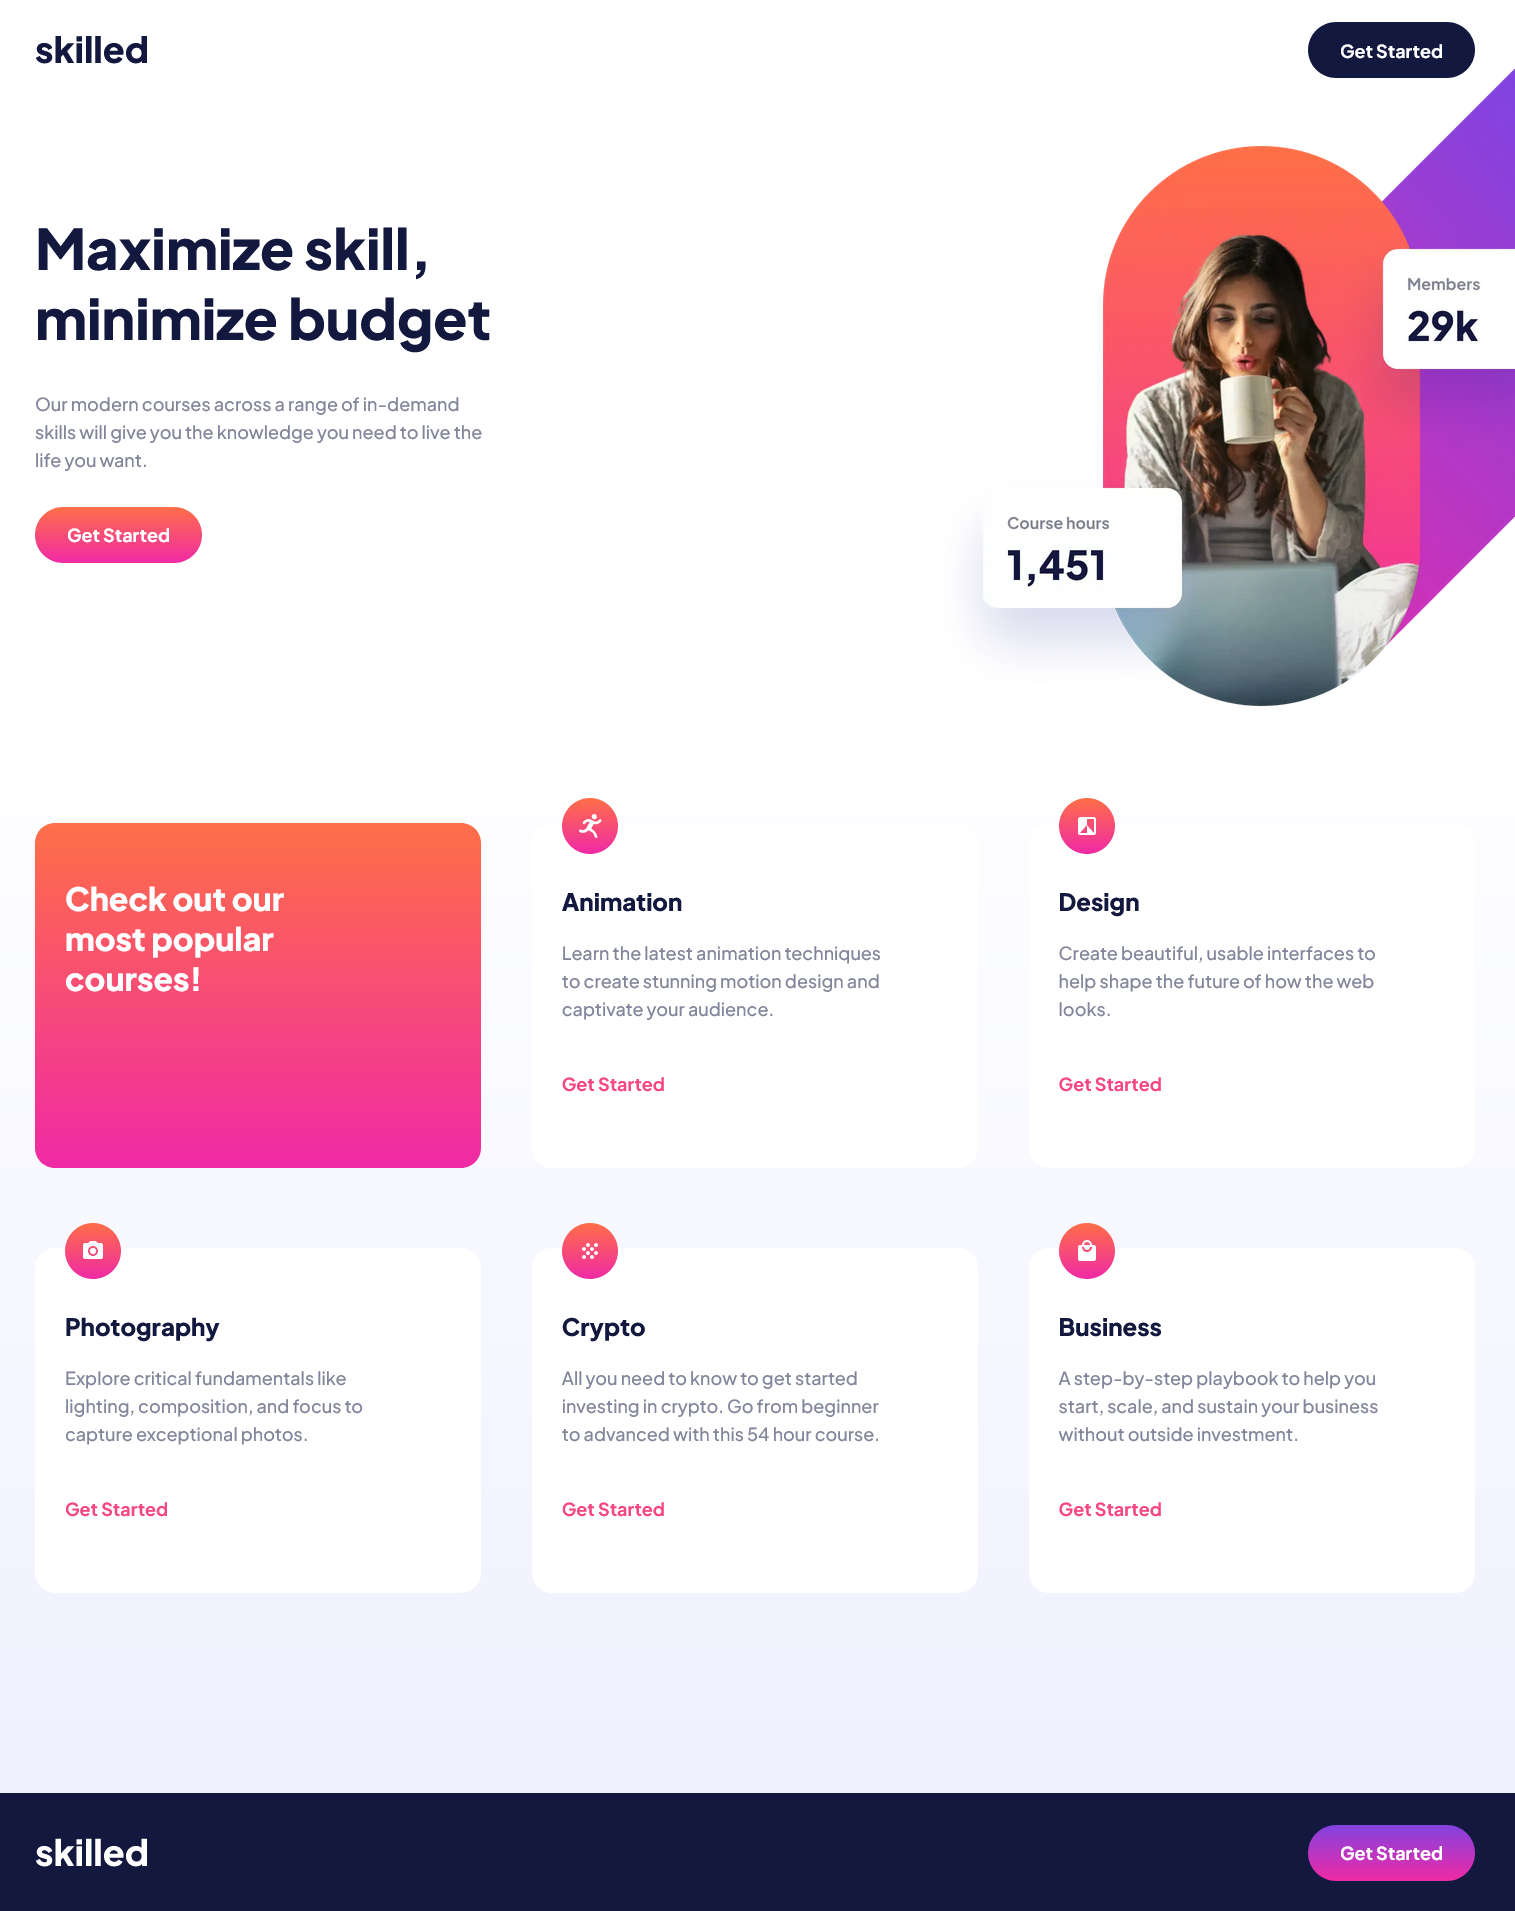 skilled
Get Started
Maximize skill,
minimize budget
Our modern courses across a range of in-demand
skills will give you the knowledge you need to live the
life you want.
Get Started
Members
29k
Course hours
1,451
Check out our
most popular
courses!
Animation
Learn the latest animation techniques
to create stunning motion design and
captivate your audience.
Get Started
Design
Create beautiful, usable interfaces to
help shape the future of how the web
looks.
Get Started
Photography
Explore critical fundamentals like
lighting, composition, and focus to
capture exceptional photos.
Get Started
Crypto
All you need to know to get started
investing in crypto. Go from beginner
to advanced with this 54 hour course.
Get Started
Business
A step-by-step playbook to help you
start, scale, and sustain your business
without outside investment.
Get Started
skilled
Get Started